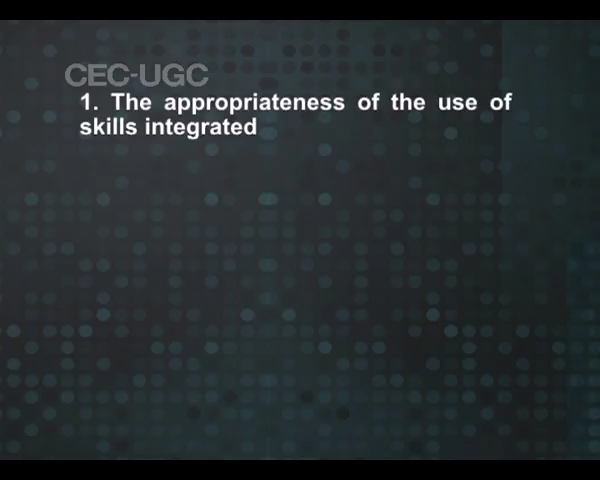 CEC-UGC
1. The appropriateness of the use of
skills integrated